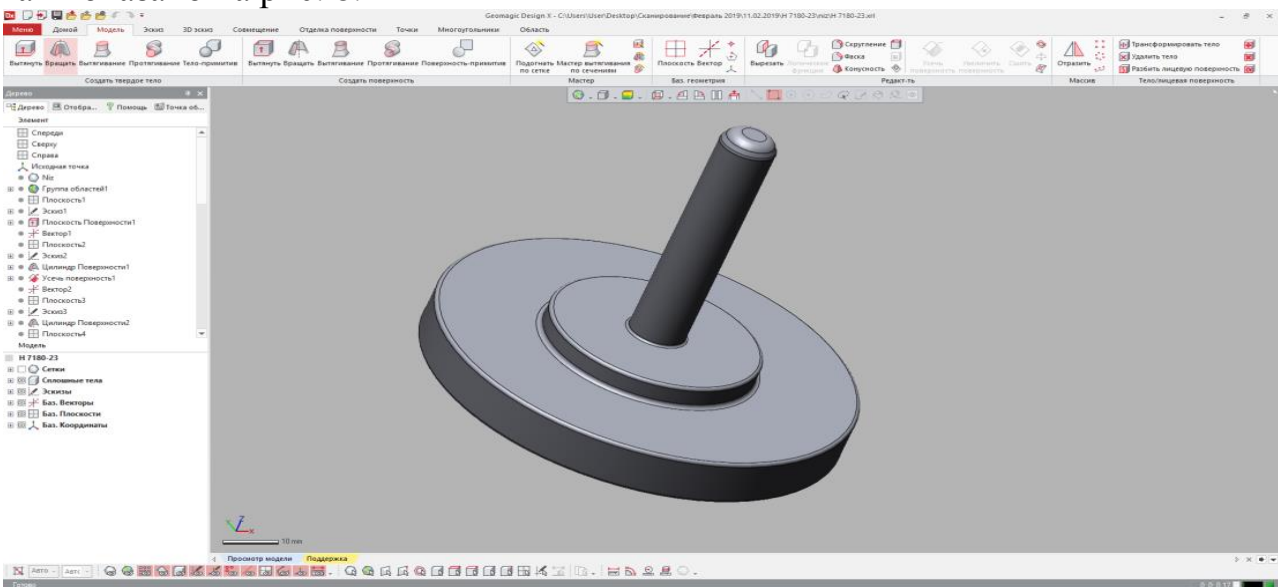 Geomagic Design X - C:\Users\User\Desktop\Сканирование\Февраль 2019\11.02.2019\Н 7180-23\niz\Н 7180-23.xrl
Меню Домой Модель Эскиз 3D эскиз Совмещение Отделка поверхности Точки Многоугольники Область
Вытянуть Вращать Вытягивание Протягивание Тело-примитив Вытянуть Вращать Вытягивание Протягивание Поверхность-примитив Подогнать по сетке Мастер вытягивания по сечениям Плоскость Вектор Вырезать Скругление Фаска Конусность Отразить Трансформировать тело Удалить тело Разбить лицевую поверхность
Создать твердое тело Создать поверхность Мастер Баз. геометрия Редакт-ть Массив Тело/лицевая поверхность
Дерево
Дерево Отобра... Помощь Точка об...
Элемент
Спереди
Сверху
Справа
Исходная точка
Niz
Группа областей1
Плоскость1
Эскиз1
Плоскость Поверхности1
Вектор1
Плоскость2
Эскиз2
Цилиндр Поверхности1
Усечь поверхность1
Вектор2
Плоскость3
Эскиз3
Цилиндр Поверхности2
Плоскость4
Модель
Н 7180-23
Сетки
Сплошные тела
Эскизы
Баз. Векторы
Баз. Плоскости
Баз. Координаты
Z
x
10 mm
Просмотр модели Поддержка
Авто Авто
Готово